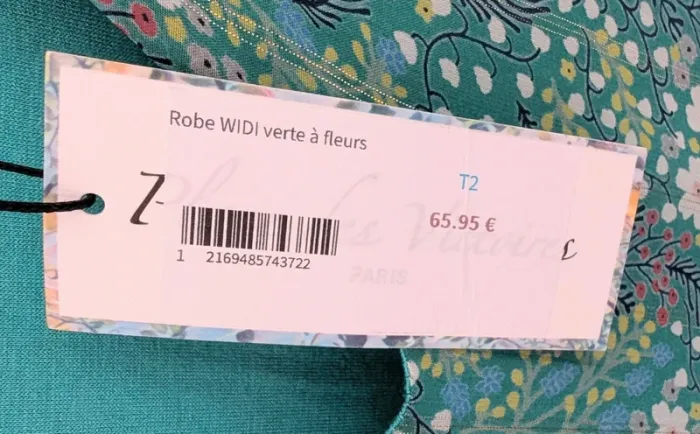 Robe WIDI verte à fleurs
T2
65.95 €
1 2169485743722
PARIS